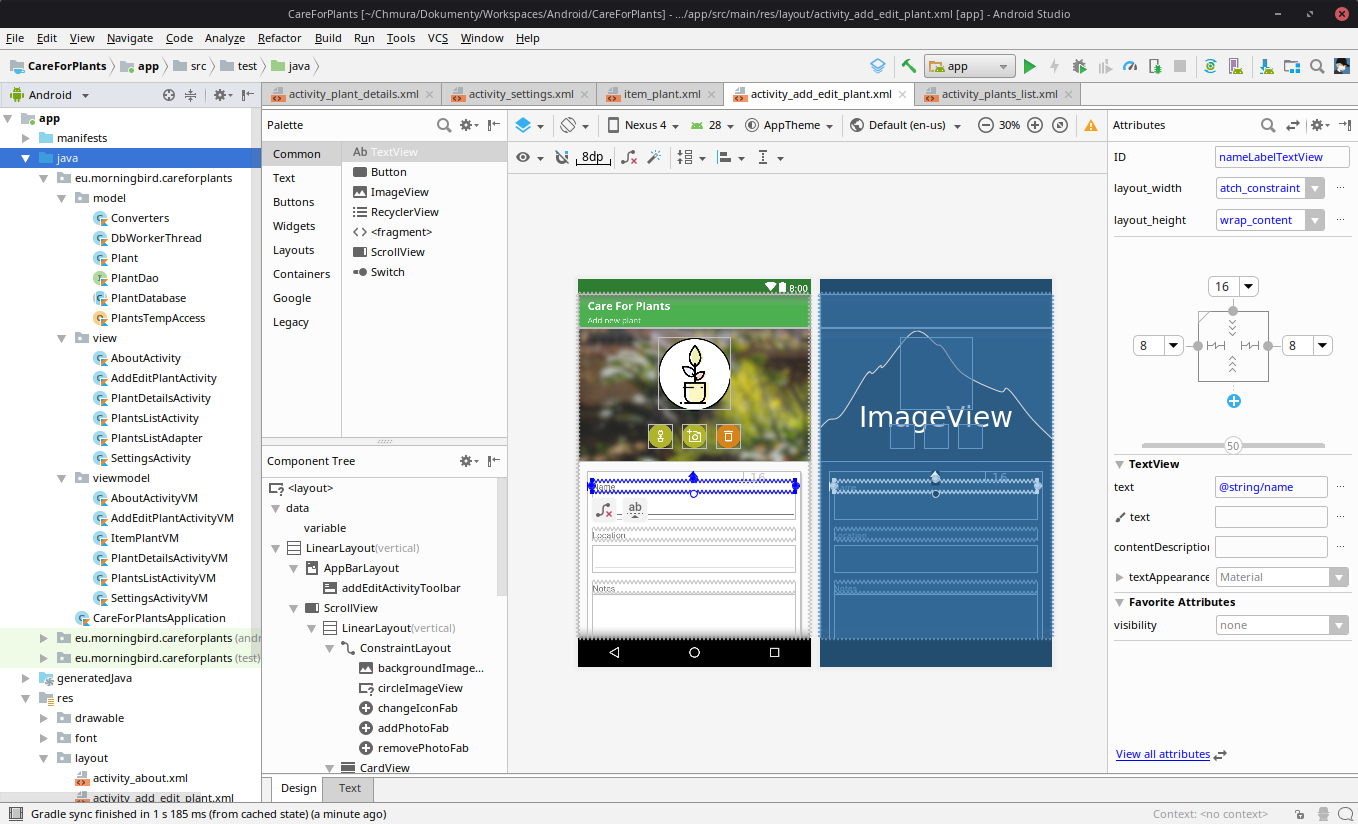 CareForPlants [~/Chmura/Dokumenty/Workspaces/Android/CareForPlants] - .../app/src/main/res/layout/activity_add_edit_plant.xml [app] - Android Studio
File Edit View Navigate Code Analyze Refactor Build Run Tools VCS Window Help
CareForPlants app src test java
app
Android
activity_plant_details.xml activity_settings.xml item_plant.xml activity_add_edit_plant.xml activity_plants_list.xml
app
manifests
java
eu.morningbird.careforplants
model
Converters
DbWorkerThread
Plant
PlantDao
PlantDatabase
PlantsTempAccess
view
AboutActivity
AddEditPlantActivity
PlantDetailsActivity
PlantsListActivity
PlantsListAdapter
SettingsActivity
viewmodel
AboutActivityVM
AddEditPlantActivityVM
ItemPlantVM
PlantDetailsActivityVM
PlantsListActivityVM
SettingsActivityVM
CareForPlantsApplication
eu.morningbird.careforplants (andr
eu.morningbird.careforplants (test)
generatedJava
res
drawable
font
layout
activity_about.xml
activity_add_edit_plant.xml
Palette
Common
Text
Buttons
Widgets
Layouts
Containers
Google
Legacy
Ab TextView
Button
ImageView
RecyclerView
<fragment>
ScrollView
Switch
Component Tree
<layout>
data
variable
LinearLayout(vertical)
AppBarLayout
addEditActivityToolbar
ScrollView
LinearLayout(vertical)
ConstraintLayout
backgroundImage...
circleImageView
changeIconFab
addPhotoFab
removePhotoFab
CardView
Nexus 4 28 AppTheme Default (en-us) 30%
8dp
8:00
Care For Plants
Add new plant
Name
16
ab
Location
Notes
ImageView
16
Name
Location
Notes
Attributes
ID nameLabelTextView
layout_width atch_constraint ...
layout_height wrap_content ...
16
8 8
50
TextView
text @string/name ...
text ...
contentDescription ...
textAppearance Material
Favorite Attributes
visibility none
View all attributes
Design Text
Gradle sync finished in 1 s 185 ms (from cached state) (a minute ago)
Context: <no context>